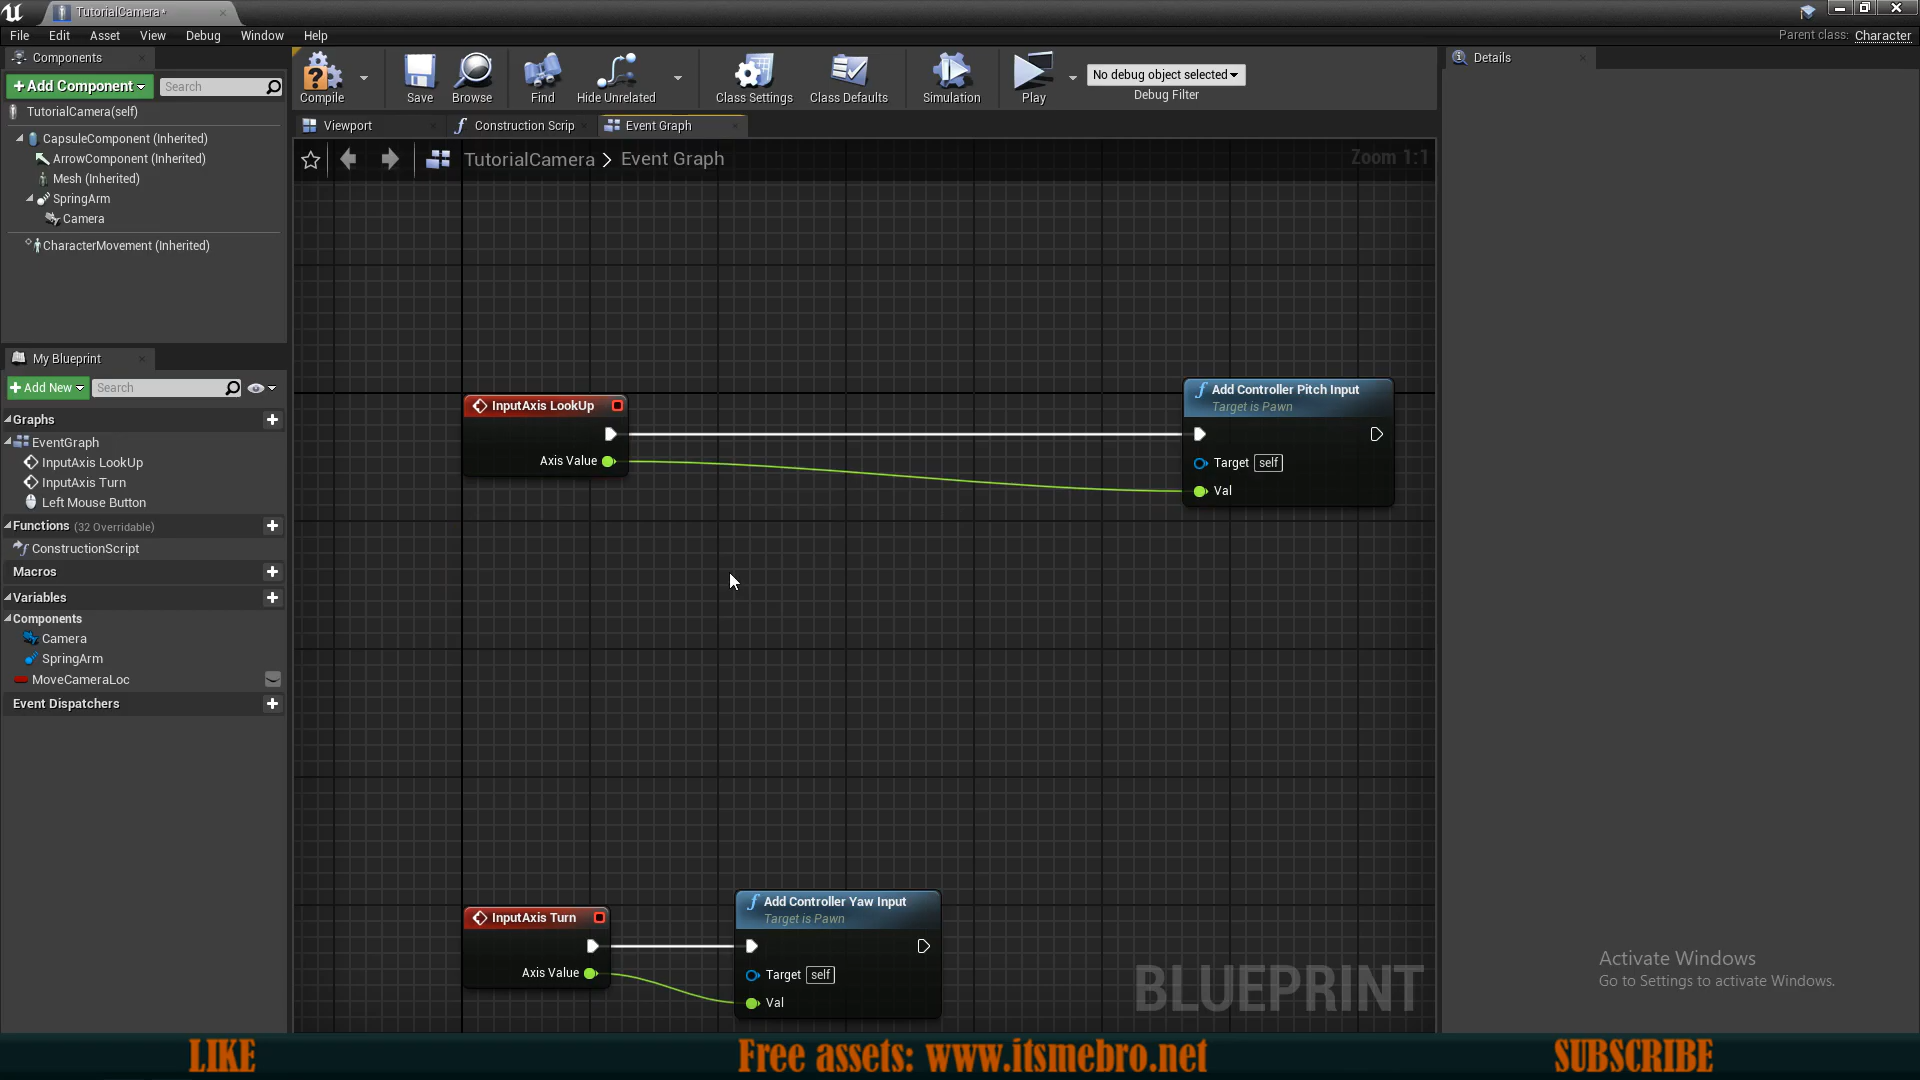 TutorialCamera*
File Edit Asset View Debug Window Help
Parent class: Character
Components
+Add Component
Search
TutorialCamera(self)
CapsuleComponent (Inherited)
ArrowComponent (Inherited)
Mesh (Inherited)
SpringArm
Camera
CharacterMovement (Inherited)
Compile
Save
Browse
Find
Hide Unrelated
Class Settings
Class Defaults
Simulation
Play
No debug object selected
Debug Filter
Details
Viewport
Construction Scrip
Event Graph
TutorialCamera > Event Graph
Zoom 1:1
My Blueprint
+Add New
Search
Graphs
EventGraph
InputAxis LookUp
InputAxis Turn
Left Mouse Button
Functions (32 Overridable)
ConstructionScript
Macros
Variables
Components
Camera
SpringArm
MoveCameraLoc
Event Dispatchers
InputAxis LookUp
Axis Value
Add Controller Pitch Input
Target is Pawn
Target self
Val
InputAxis Turn
Axis Value
Add Controller Yaw Input
Target is Pawn
Target self
Val
BLUEPRINT
Activate Windows
Go to Settings to activate Windows.
LIKE
Free assets: www.itsmebro.net
SUBSCRIBE